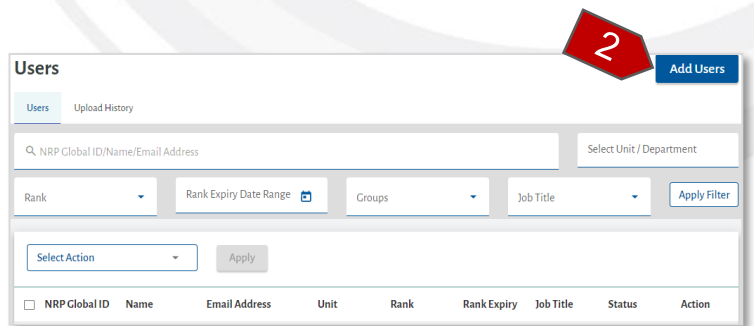 2
Users
Add Users
Users Upload History
NRP Global ID/Name/Email Address
Select Unit / Department
Rank Rank Expiry Date Range Groups Job Title Apply Filter
Select Action Apply
NRP Global ID Name Email Address Unit Rank Rank Expiry Job Title Status Action